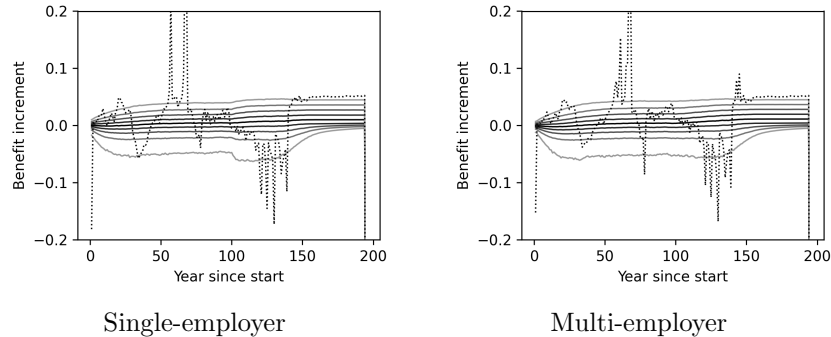 0.2
0.1
0.0
−0.1
−0.2
Benefit increment
0 50 100 150 200
Year since start
Single-employer
0.2
0.1
0.0
−0.1
−0.2
Benefit increment
0 50 100 150 200
Year since start
Multi-employer